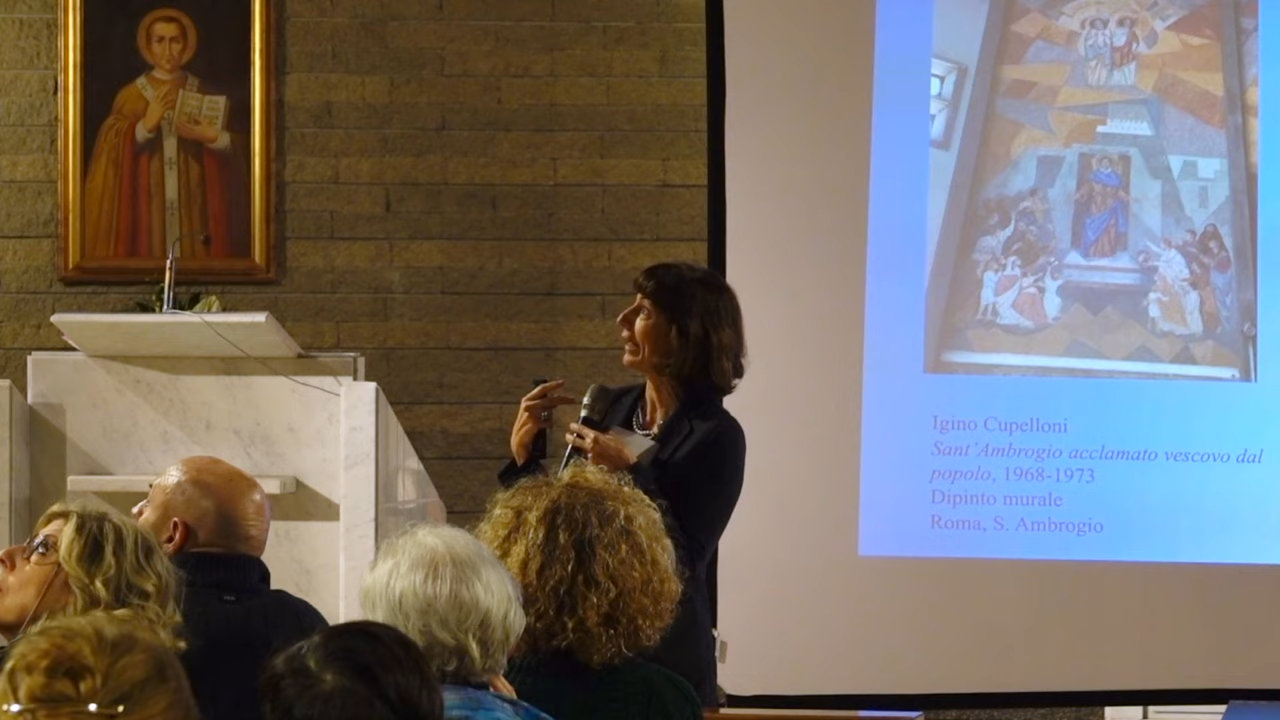 Igino Cupelloni
Sant'Ambrogio acclamato vescovo dal
popolo, 1968-1973
Dipinto murale
Roma, S. Ambrogio